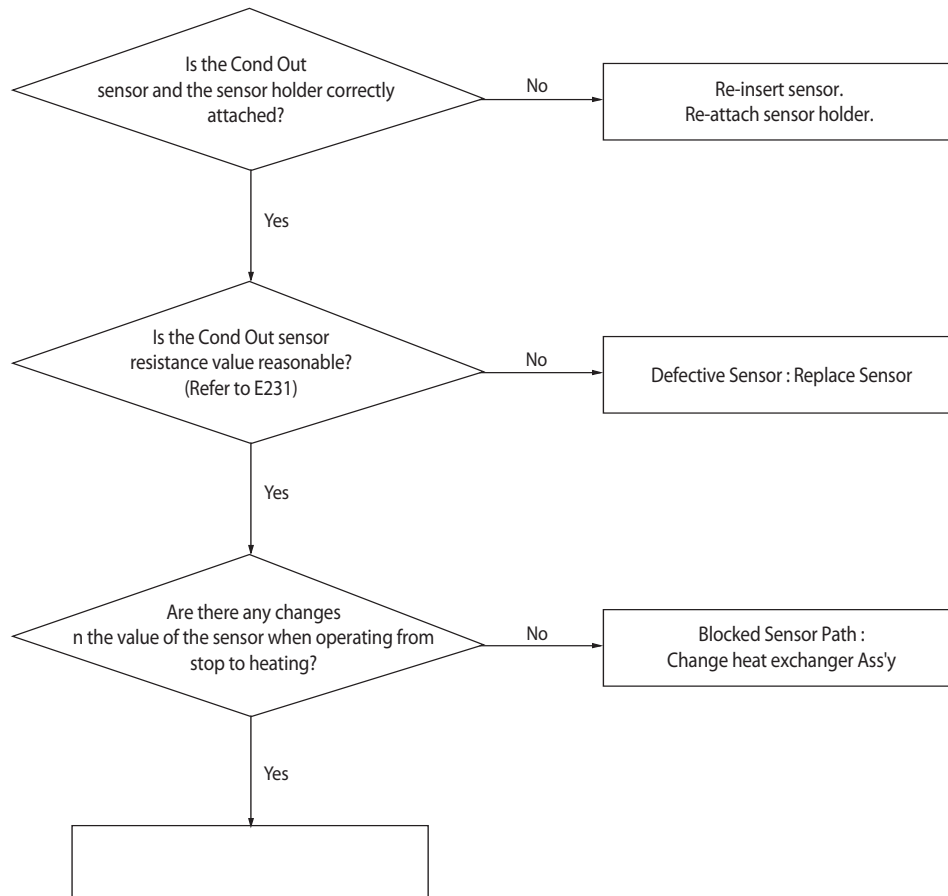 Is the Cond Out
sensor and the sensor holder correctly
attached?
No
Re-insert sensor.
Re-attach sensor holder.
Yes
Is the Cond Out sensor
resistance value reasonable?
(Refer to E231)
No
Defective Sensor : Replace Sensor
Yes
Are there any changes
n the value of the sensor when operating from
stop to heating?
No
Blocked Sensor Path :
Change heat exchanger Ass'y
Yes